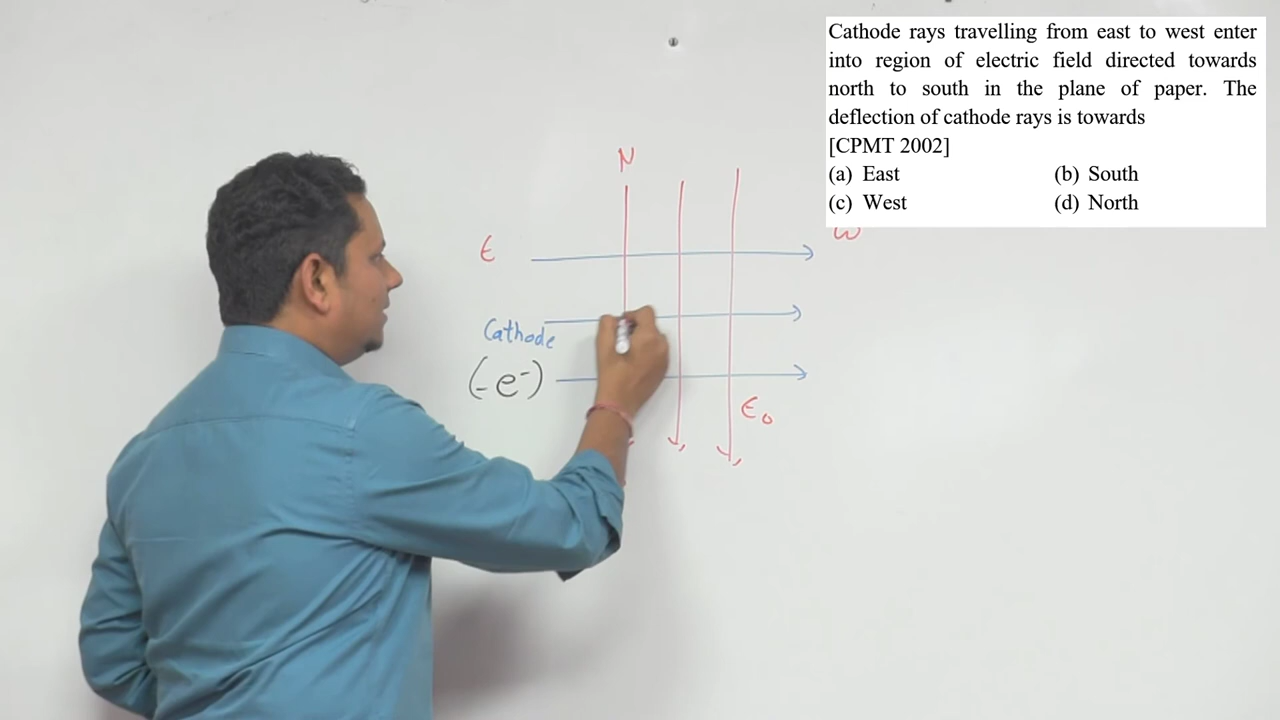 Cathode rays travelling from east to west enter
into region of electric field directed towards
north to south in the plane of paper. The
deflection of cathode rays is towards
[CPMT 2002]
(a) East (b) South
(c) West (d) North
N
E W
Cathode
(-e⁻)
E₀